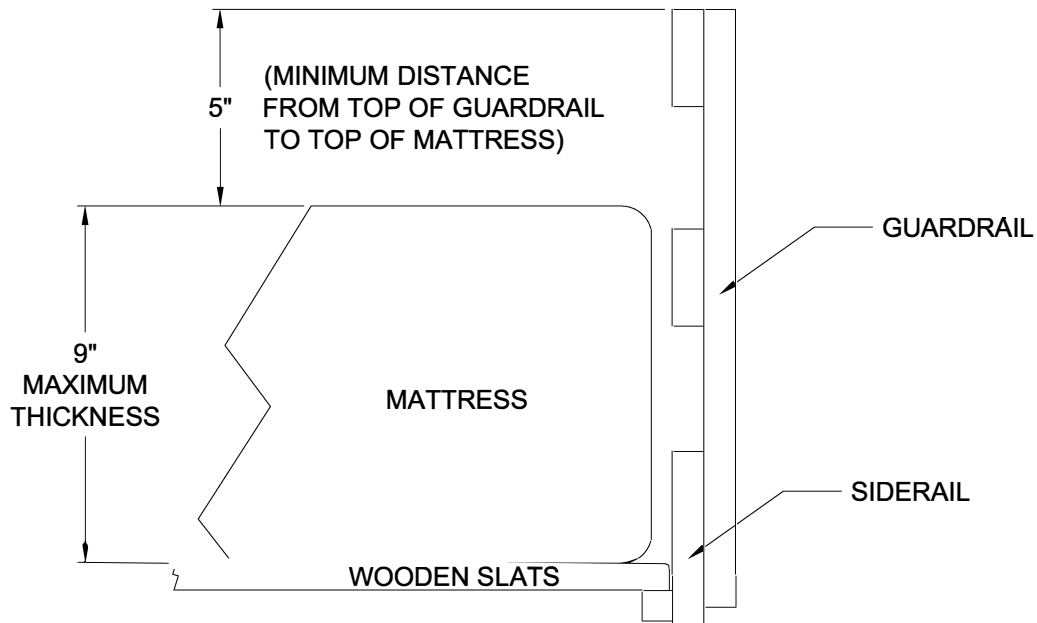 (MINIMUM DISTANCE
5" FROM TOP OF GUARDRAIL
TO TOP OF MATTRESS)
GUARDRAIL
9"
MAXIMUM
THICKNESS
MATTRESS
SIDERAIL
WOODEN SLATS